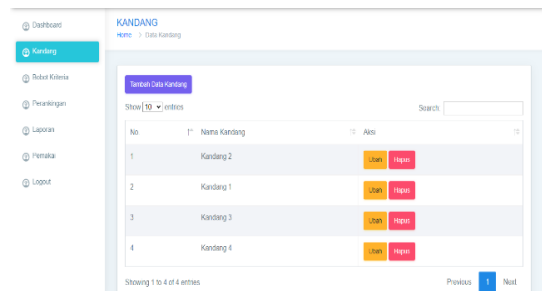 Dashboard
Kandang
Bobot Kriteria
Perankingan
Laporan
Pemakai
Logout
KANDANG
Home > Data Kandang
Tambah Data Kandang
Show 10 entries
Search:
No Nama Kandang Aksi
1 Kandang 2 Ubah Hapus
2 Kandang 1 Ubah Hapus
3 Kandang 3 Ubah Hapus
4 Kandang 4 Ubah Hapus
Showing 1 to 4 of 4 entries
Previous 1 Next